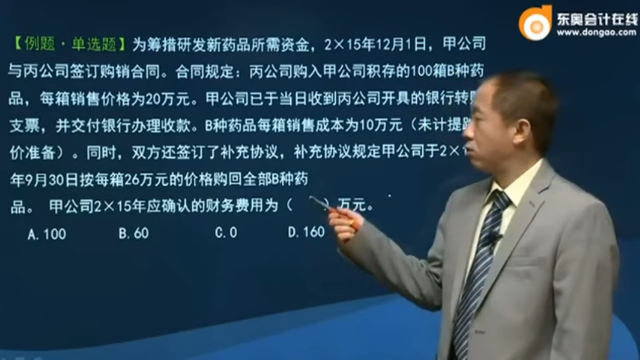 东奥会计在线
www.dongao.com
【例题·单选题】为筹措研发新药品所需资金，2×15年12月1日，甲公司
与丙公司签订购销合同。合同规定：丙公司购入甲公司积存的100箱B种药
品，每箱销售价格为20万元。甲公司已于当日收到丙公司开具的银行转
支票，并交付银行办理收款。B种药品每箱销售成本为10万元（未计提
价准备）。同时，双方还签订了补充协议，补充协议规定甲公司于2×1
年9月30日按每箱26万元的价格购回全部B种药
品。 甲公司2×15年应确认的财务费用为（ ）万元。
A.100 B.60 C.0 D.160